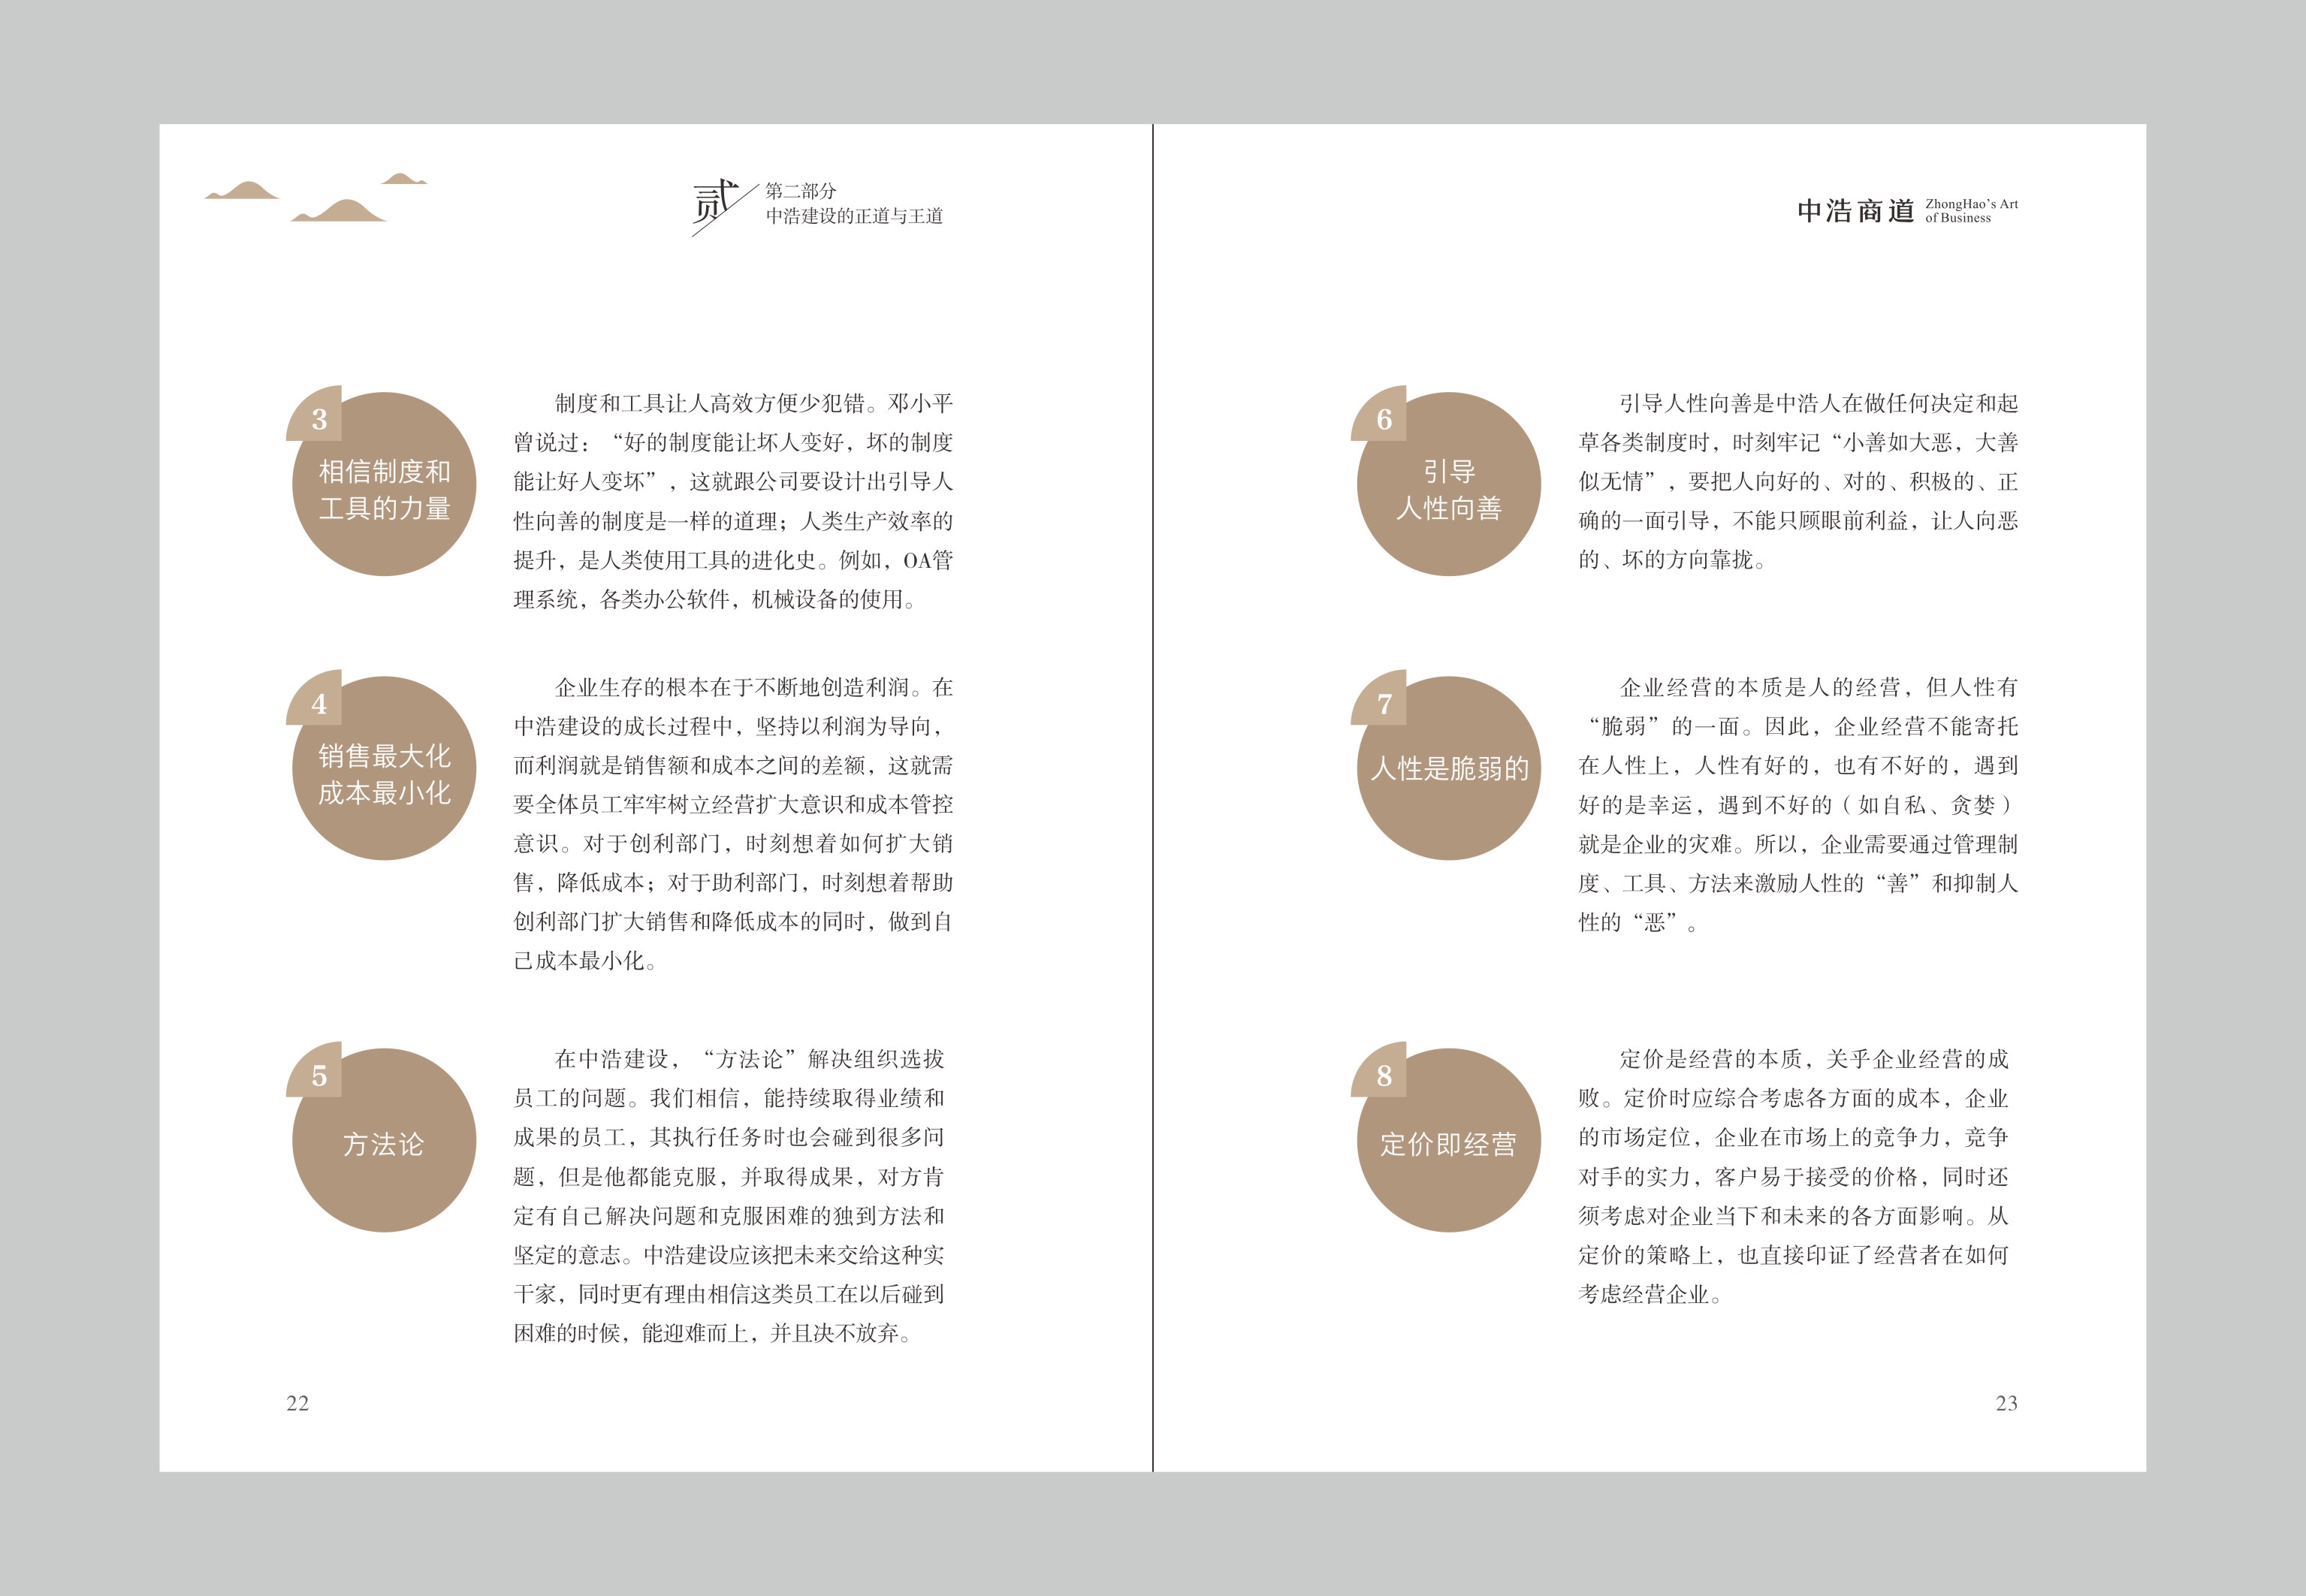 贰
第二部分
中浩建设的正道与王道
3
相信制度和
工具的力量
制度和工具让人高效方便少犯错。邓小平
曾说过：“好的制度能让坏人变好，坏的制度
能让好人变坏”，这就跟公司要设计出引导人
性向善的制度是一样的道理；人类生产效率的
提升，是人类使用工具的进化史。例如，OA管
理系统，各类办公软件，机械设备的使用。
4
销售最大化
成本最小化
企业生存的根本在于不断地创造利润。在
中浩建设的成长过程中，坚持以利润为导向，
而利润就是销售额和成本之间的差额，这就需
要全体员工牢牢树立经营扩大意识和成本管控
意识。对于创利部门，时刻想着如何扩大销
售，降低成本；对于助利部门，时刻想着帮助
创利部门扩大销售和降低成本的同时，做到自
己成本最小化。
5
方法论
在中浩建设，“方法论”解决组织选拔
员工的问题。我们相信，能持续取得业绩和
成果的员工，其执行任务时也会碰到很多问
题，但是他都能克服，并取得成果，对方肯
定有自己解决问题和克服困难的独到方法和
坚定的意志。中浩建设应该把未来交给这种实
干家，同时更有理由相信这类员工在以后碰到
困难的时候，能迎难而上，并且决不放弃。
22
中浩商道
ZhongHao's Art
of Business
6
引导
人性向善
引导人性向善是中浩人在做任何决定和起
草各类制度时，时刻牢记“小善如大恶，大善
似无情”，要把人向好的、对的、积极的、正
确的一面引导，不能只顾眼前利益，让人向恶
的、坏的方向靠拢。
7
人性是脆弱的
企业经营的本质是人的经营，但人性有
“脆弱”的一面。因此，企业经营不能寄托
在人性上，人性有好的，也有不好的，遇到
好的是幸运，遇到不好的（如自私、贪婪）
就是企业的灾难。所以，企业需要通过管理制
度、工具、方法来激励人性的“善”和抑制人
性的“恶”。
8
定价即经营
定价是经营的本质，关乎企业经营的成
败。定价时应综合考虑各方面的成本，企业
的市场定位，企业在市场上的竞争力，竞争
对手的实力，客户易于接受的价格，同时还
须考虑对企业当下和未来的各方面影响。从
定价的策略上，也直接印证了经营者在如何
考虑经营企业。
23